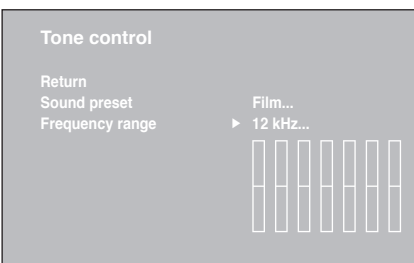 Tone control
Return
Sound preset Film...
Frequency range ▶ 12 kHz...